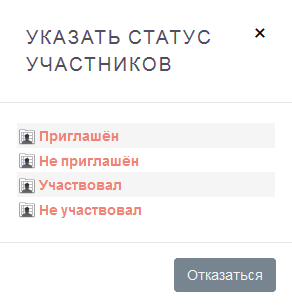 УКАЗАТЬ СТАТУС
УЧАСТНИКОВ
×
Приглашён
Не приглашён
Участвовал
Не участвовал
Отказаться